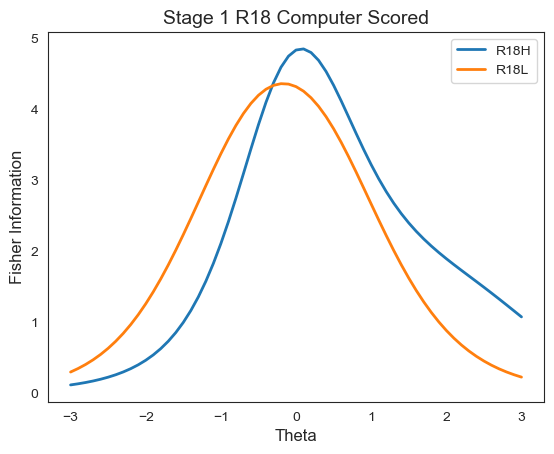 Stage 1 R18 Computer Scored
R18H
R18L
Fisher Information
5
4
3
2
1
0
−3
−2
−1
0
1
2
3
Theta